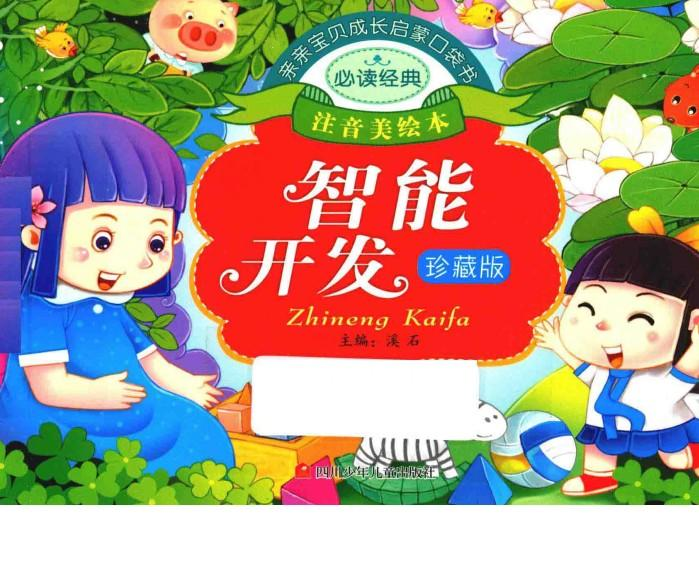 亲亲宝贝成长启蒙口袋书
必读经典
注音美绘本
智能
开发
珍藏版
Zhineng Kaifa
主编：溪石
四川少年儿童出版社